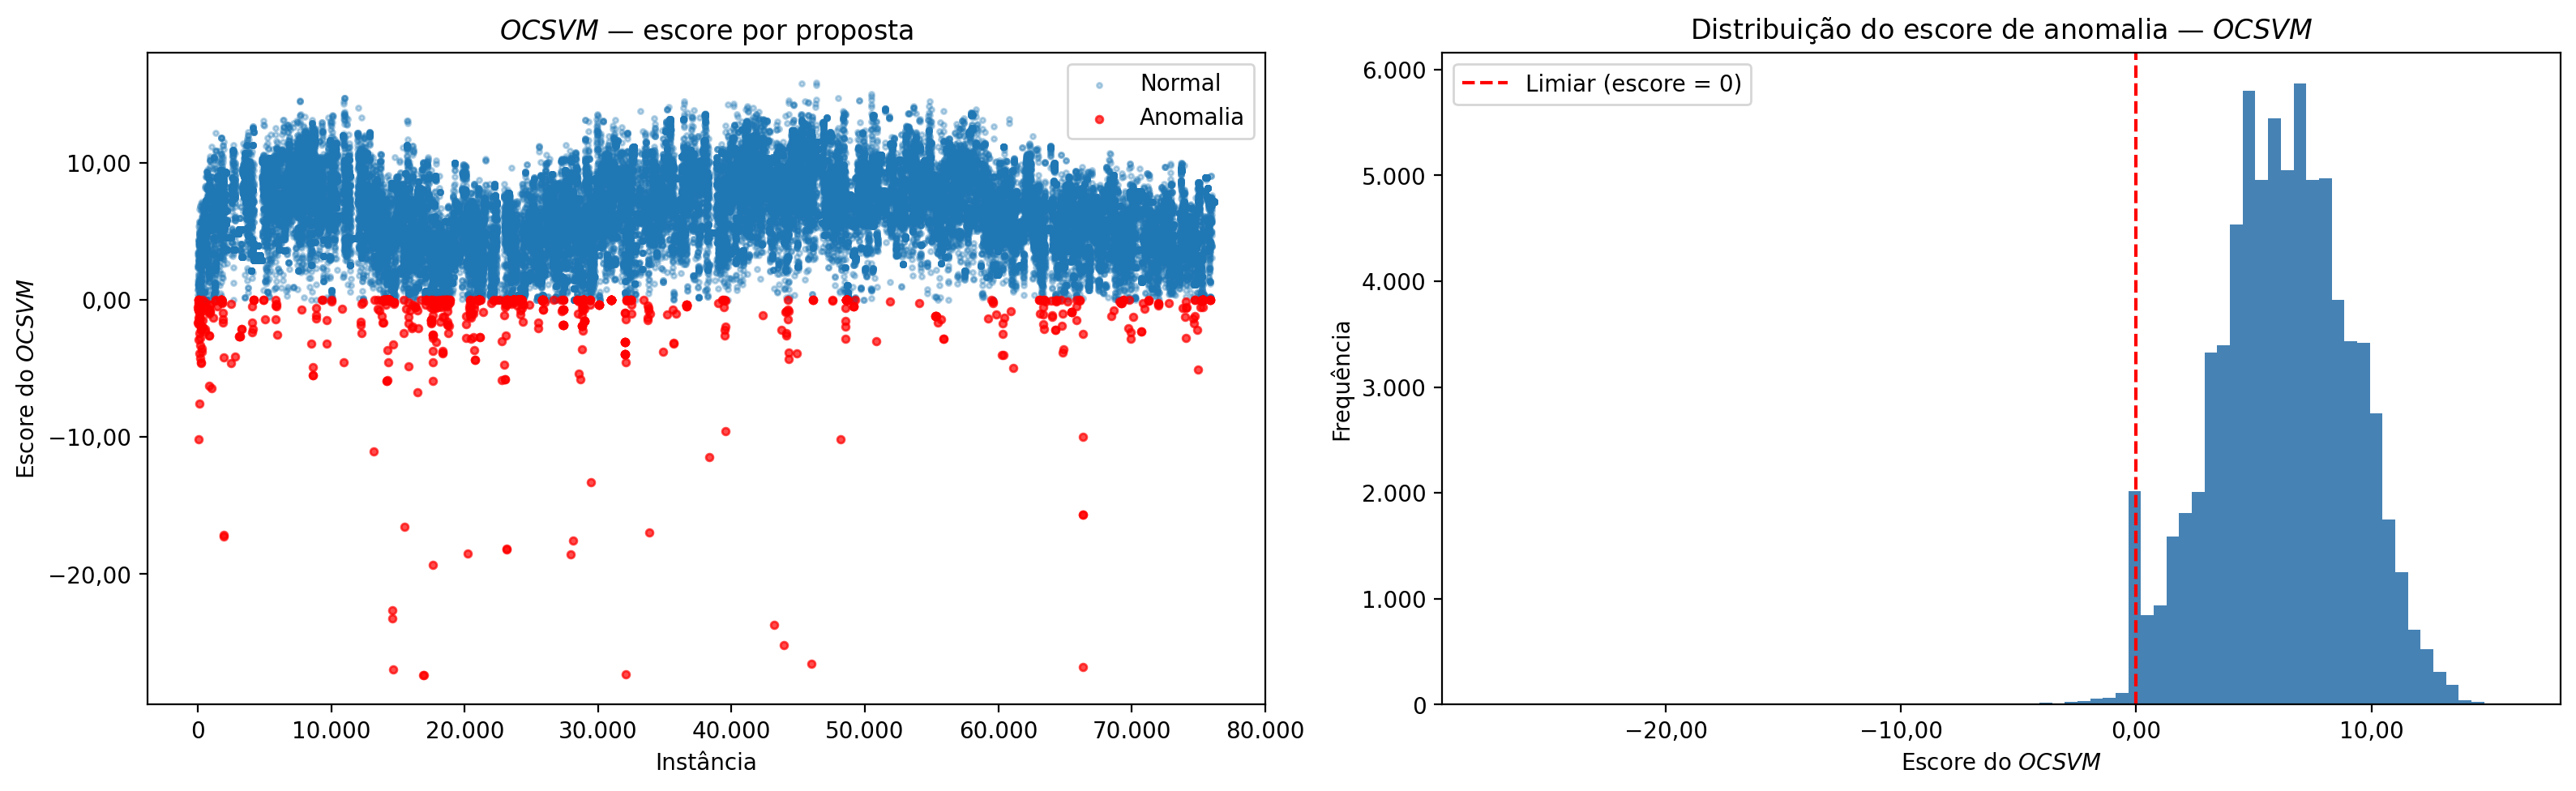 OCSVM — escore por proposta
Normal
Anomalia
10,00
0,00
−10,00
−20,00
Escore do OCSVM
0
10.000
20.000
30.000
40.000
50.000
60.000
70.000
80.000
Instância
Distribuição do escore de anomalia — OCSVM
Limiar (escore = 0)
6.000
5.000
4.000
3.000
2.000
1.000
0
Frequência
−20,00
−10,00
0,00
10,00
Escore do OCSVM